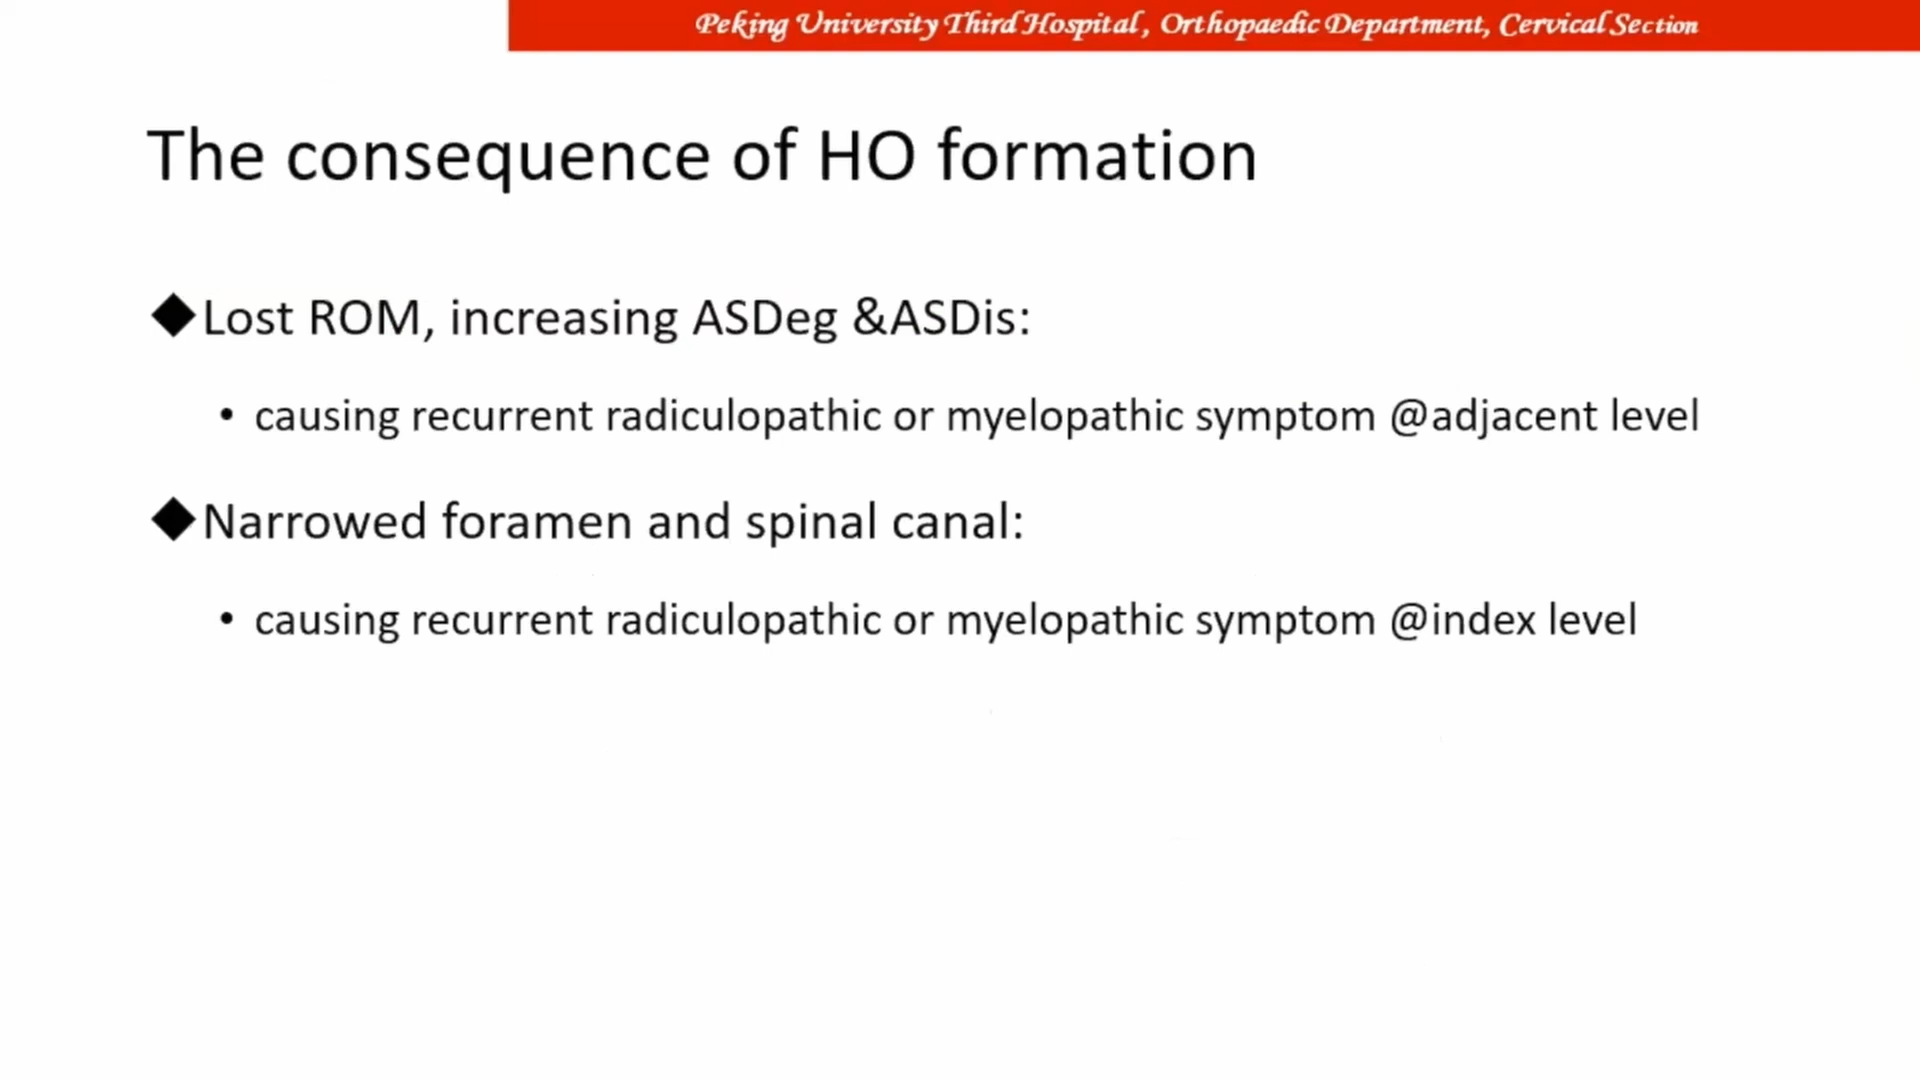 Peking University Third Hospital, Orthopaedic Department, Cervical Section
The consequence of HO formation
◆Lost ROM, increasing ASDeg &ASDis:
• causing recurrent radiculopathic or myelopathic symptom @adjacent level
◆Narrowed foramen and spinal canal:
• causing recurrent radiculopathic or myelopathic symptom @index level